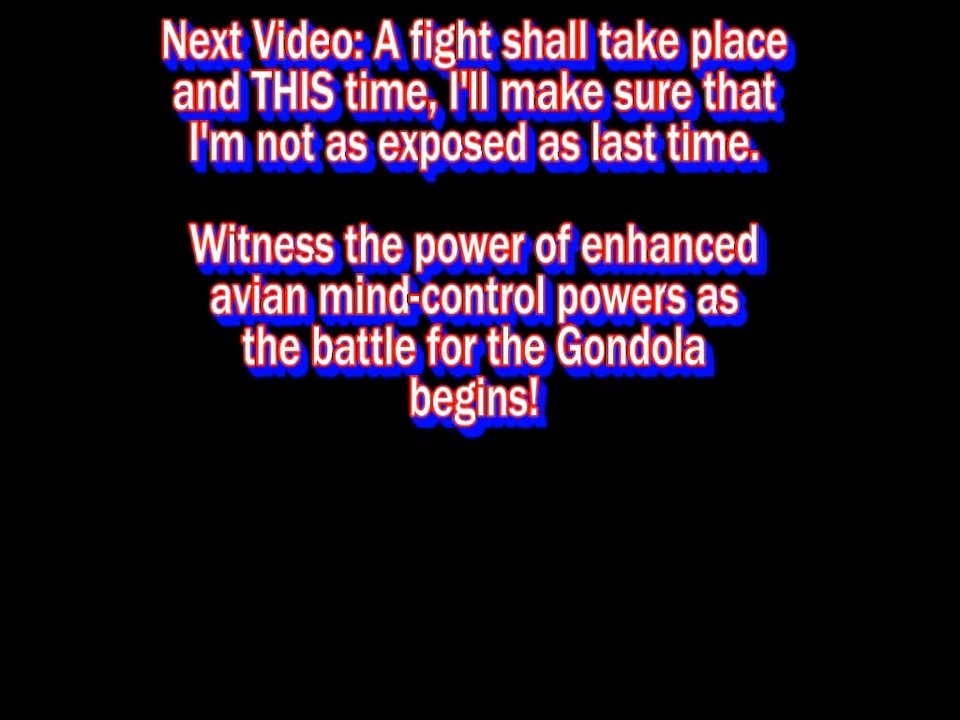 Next Video: A fight shall take place
and THIS time, I'll make sure that
I'm not as exposed as last time.
Witness the power of enhanced
avian mind-control powers as
the battle for the Gondola
begins!